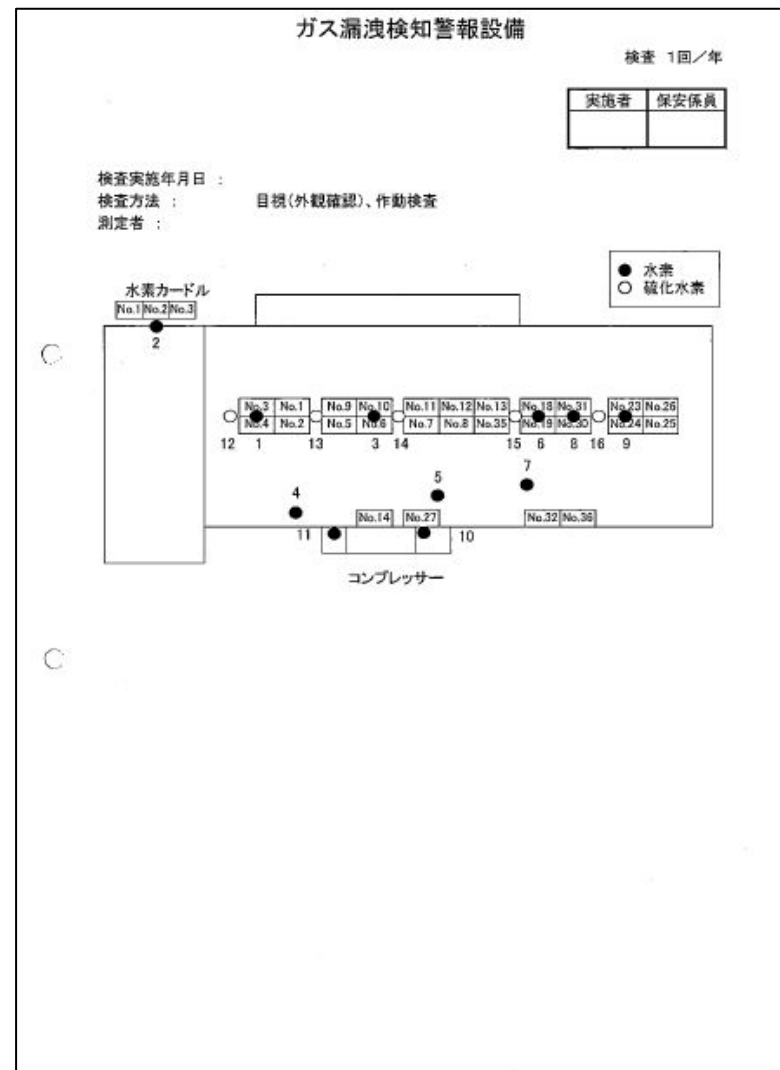 ガス漏洩検知警報設備
検査 1回/年
実施者 保安係員
検査実施年月日 :
検査方法 : 目視(外観確認)、作動検査
測定者 :
● 水素
○ 硫化水素
水素カードル
No.1 No.2 No.3
2
No.3 No.1 No.9 No.10 No.11 No.12 No.13 No.18 No.31 No.23 No.26
No.4 No.2 No.5 No.6 No.7 No.8 No.35 No.19 No.30 No.24 No.25
12 1 13 3 14 15 6 8 16 9
7
5
4
No.14 No.27 No.32 No.36
11 10
コンプレッサー